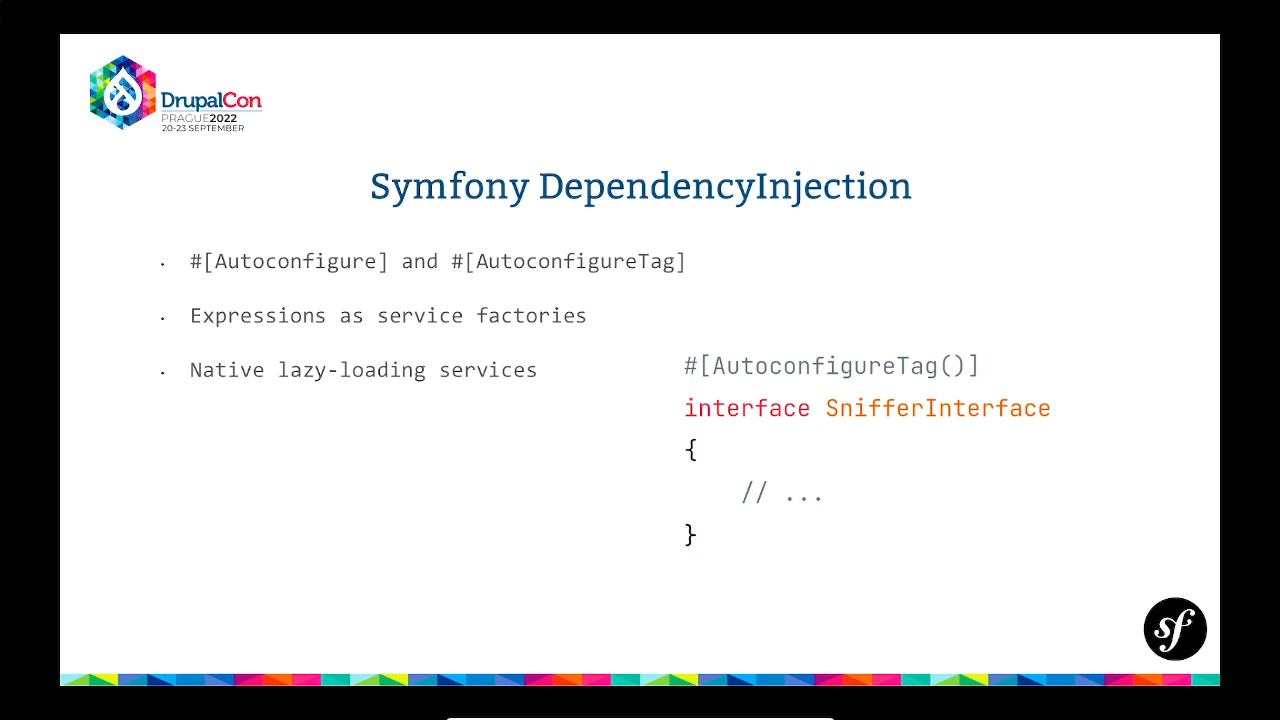 DrupalCon
PRAGUE2022
20-23 SEPTEMBER
Symfony DependencyInjection
. #[Autoconfigure] and #[AutoconfigureTag]
. Expressions as service factories
. Native lazy-loading services
#[AutoconfigureTag()]
interface SnifferInterface
{
// ...
}
sf